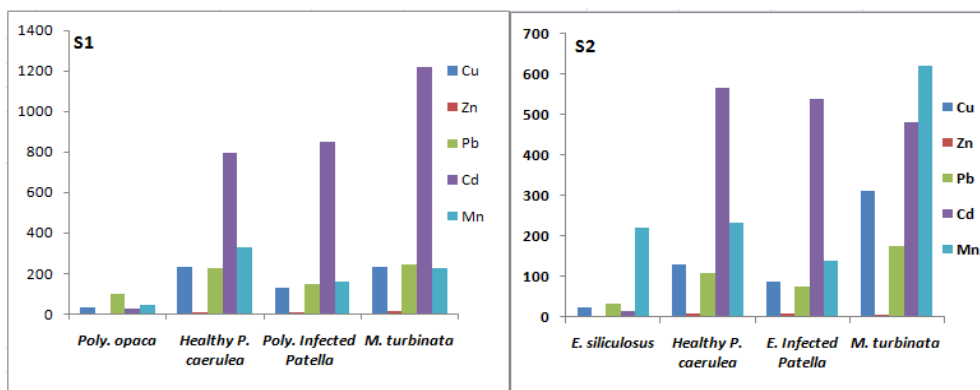 S1
1400
1200
1000
800
600
400
200
0
Poly. opaca
Healthy P. caerulea
Poly. Infected Patella
M. turbinata
Cu
Zn
Pb
Cd
Mn
S2
700
600
500
400
300
200
100
0
E. siliculosus
Healthy P. caerulea
E. Infected Patella
M. turbinata
Cu
Zn
Pb
Cd
Mn